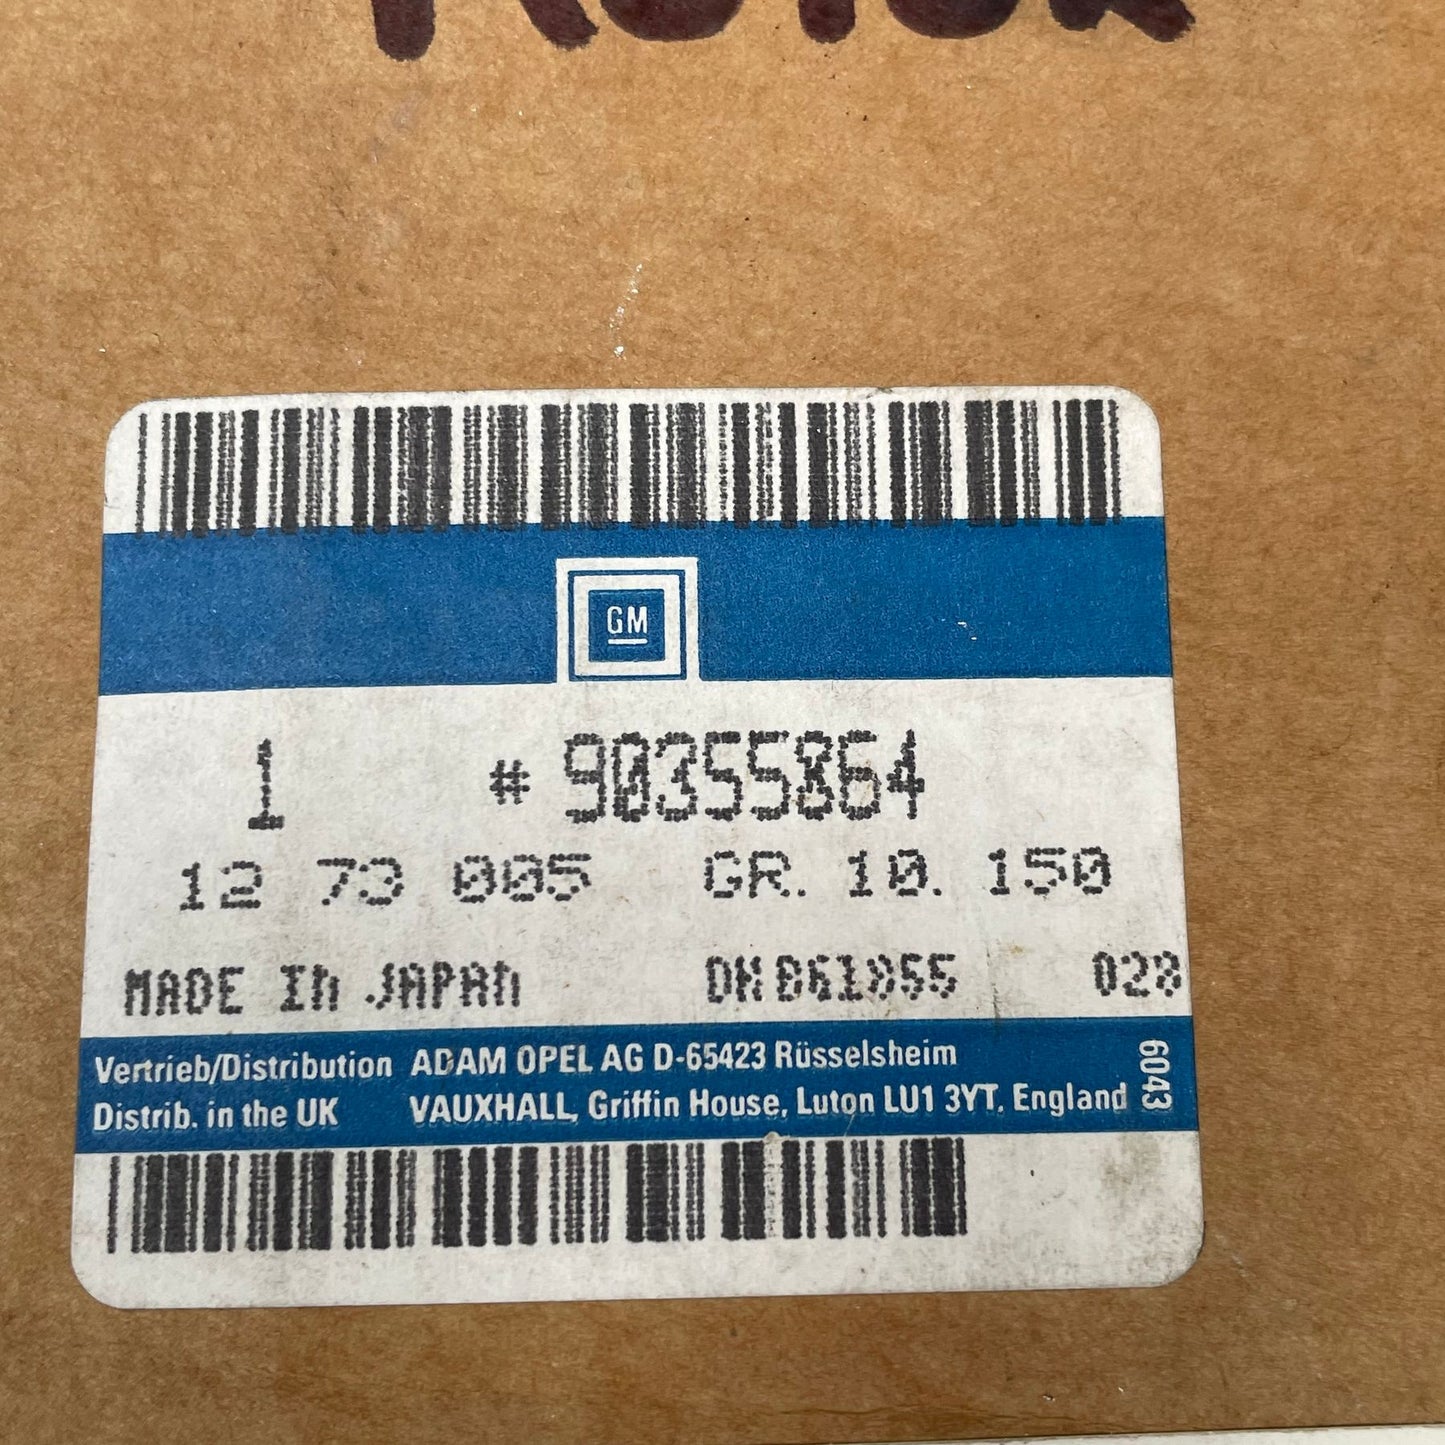 GM
1 # 90355864
12 73 005 GR. 10. 150
MADE IN JAPAN DN B61855 028
Vertrieb/Distribution ADAM OPEL AG D-65423 Rüsselsheim
Distrib. in the UK VAUXHALL, Griffin House, Luton LU1 3YT, England
6043